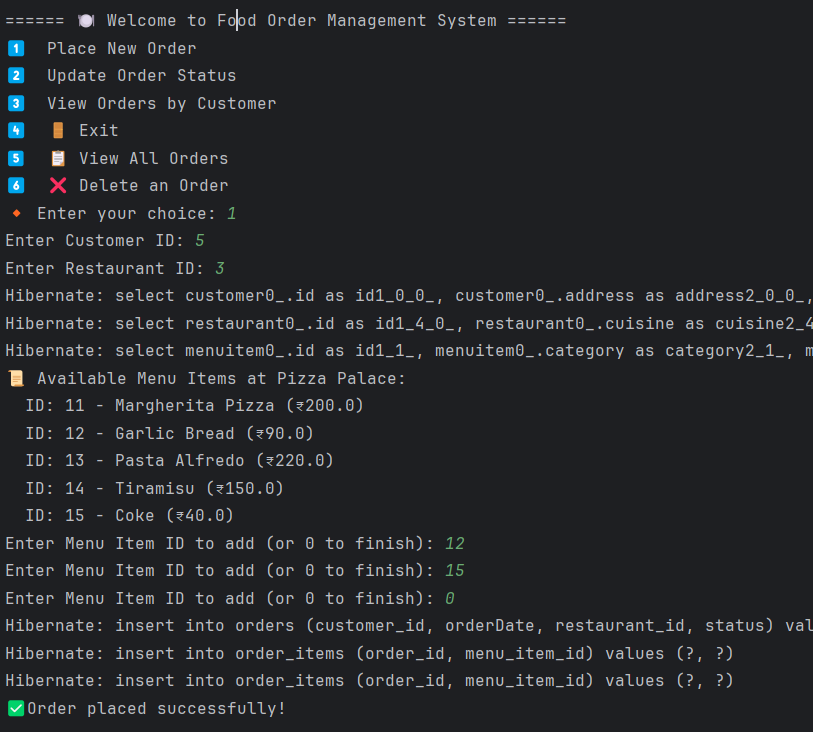 ====== 🍽️ Welcome to Food Order Management System ======
1️⃣ Place New Order
2️⃣ Update Order Status
3️⃣ View Orders by Customer
4️⃣ 🚪 Exit
5️⃣ 📋 View All Orders
6️⃣ ❌ Delete an Order
🔸 Enter your choice: 1
Enter Customer ID: 5
Enter Restaurant ID: 3
Hibernate: select customer0_.id as id1_0_0_, customer0_.address as address2_0_0_,
Hibernate: select restaurant0_.id as id1_4_0_, restaurant0_.cuisine as cuisine2_4
Hibernate: select menuitem0_.id as id1_1_, menuitem0_.category as category2_1_, m
📜 Available Menu Items at Pizza Palace:
ID: 11 - Margherita Pizza (₹200.0)
ID: 12 - Garlic Bread (₹90.0)
ID: 13 - Pasta Alfredo (₹220.0)
ID: 14 - Tiramisu (₹150.0)
ID: 15 - Coke (₹40.0)
Enter Menu Item ID to add (or 0 to finish): 12
Enter Menu Item ID to add (or 0 to finish): 15
Enter Menu Item ID to add (or 0 to finish): 0
Hibernate: insert into orders (customer_id, orderDate, restaurant_id, status) val
Hibernate: insert into order_items (order_id, menu_item_id) values (?, ?)
Hibernate: insert into order_items (order_id, menu_item_id) values (?, ?)
✅Order placed successfully!